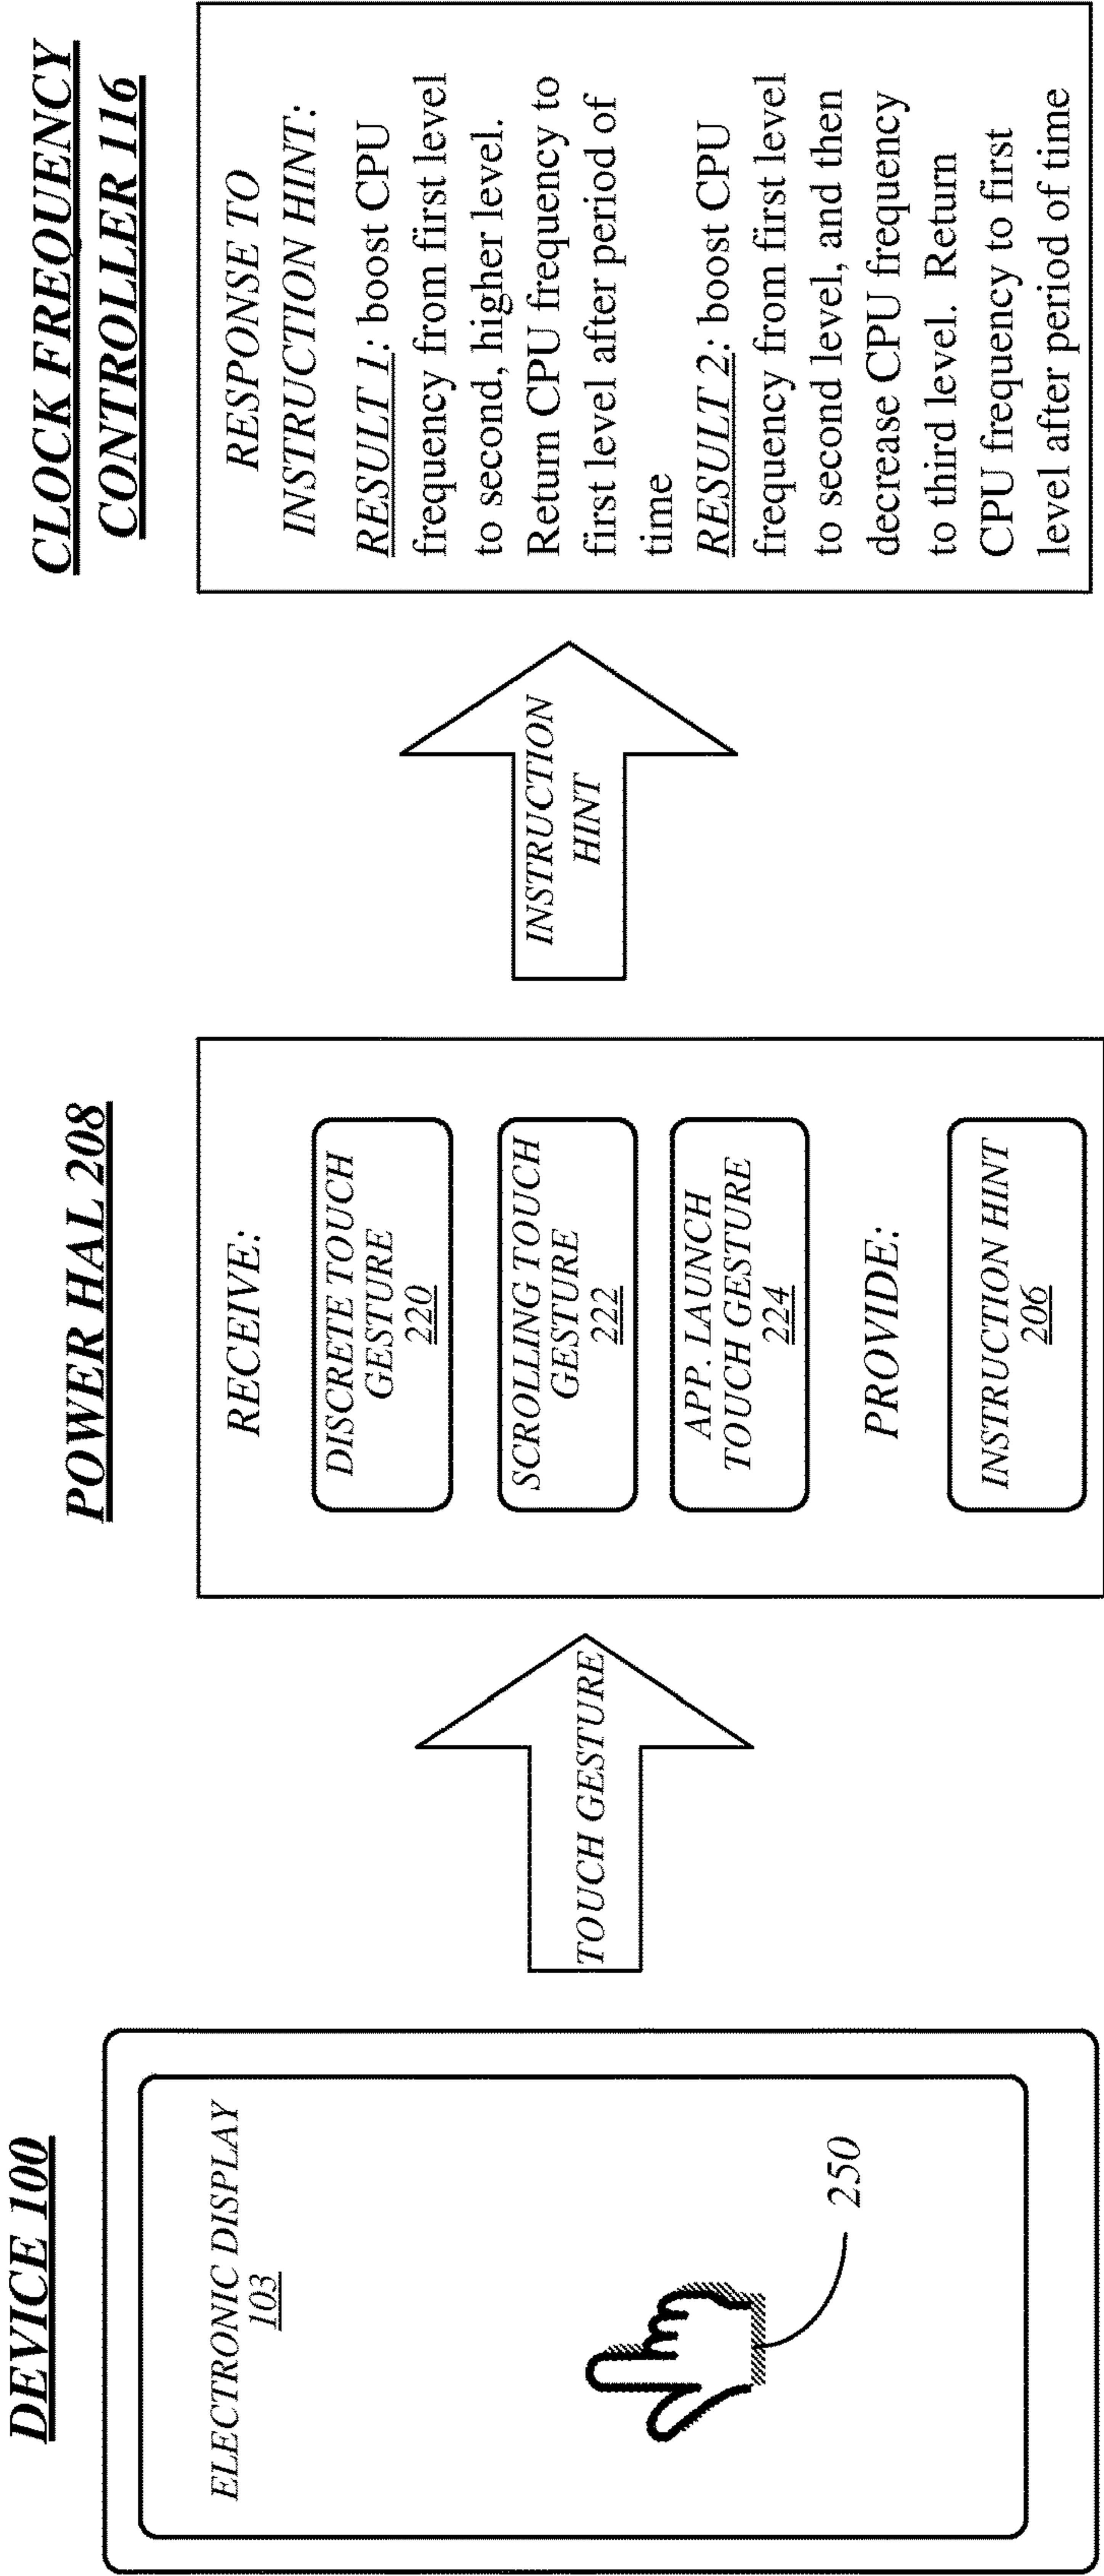 DEVICE 100
ELECTRONIC DISPLAY
103
250
TOUCH GESTURE
POWER HAL 208
RECEIVE:
DISCRETE TOUCH
GESTURE
220
SCROLLING TOUCH
GESTURE
222
APP. LAUNCH
TOUCH GESTURE
224
PROVIDE:
INSTRUCTION HINT
206
INSTRUCTION
HINT
CLOCK FREQUENCY
CONTROLLER 116
RESPONSE TO
INSTRUCTION HINT:
RESULT 1: boost CPU
frequency from first level
to second, higher level.
Return CPU frequency to
first level after period of
time
RESULT 2: boost CPU
frequency from first level
to second level, and then
decrease CPU frequency
to third level. Return
CPU frequency to first
level after period of time